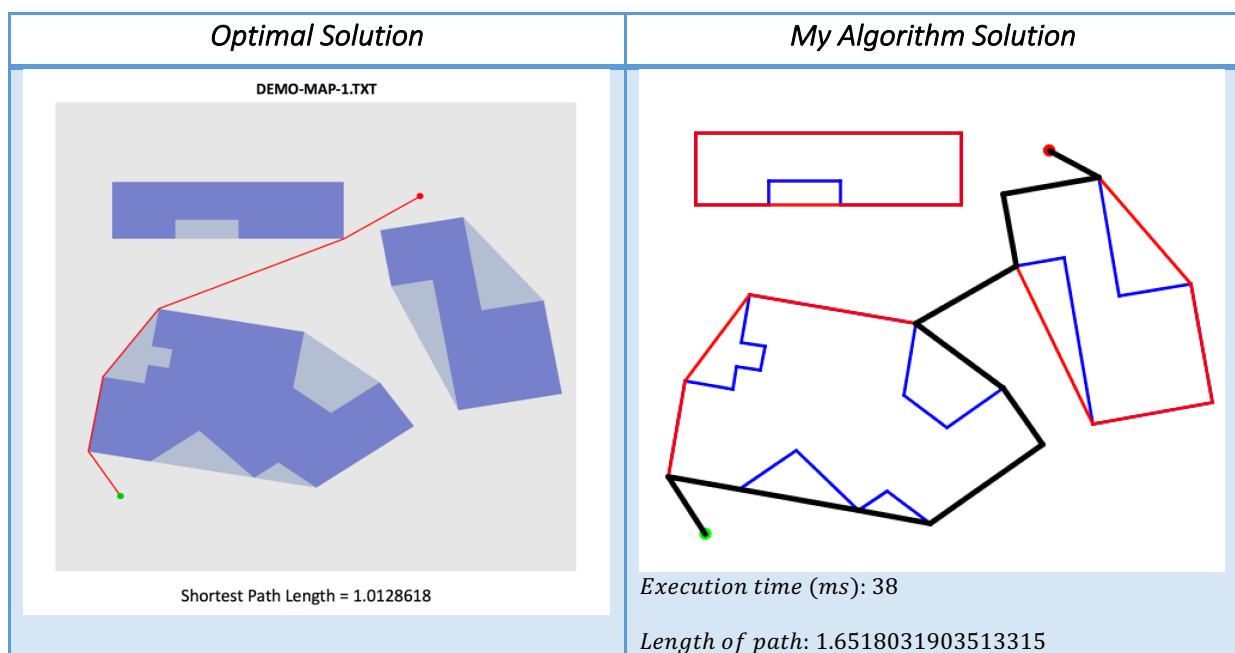 Optimal Solution
My Algorithm Solution
DEMO-MAP-1.TXT
Shortest Path Length = 1.0128618
Execution time (ms): 38
Length of path: 1.6518031903513315